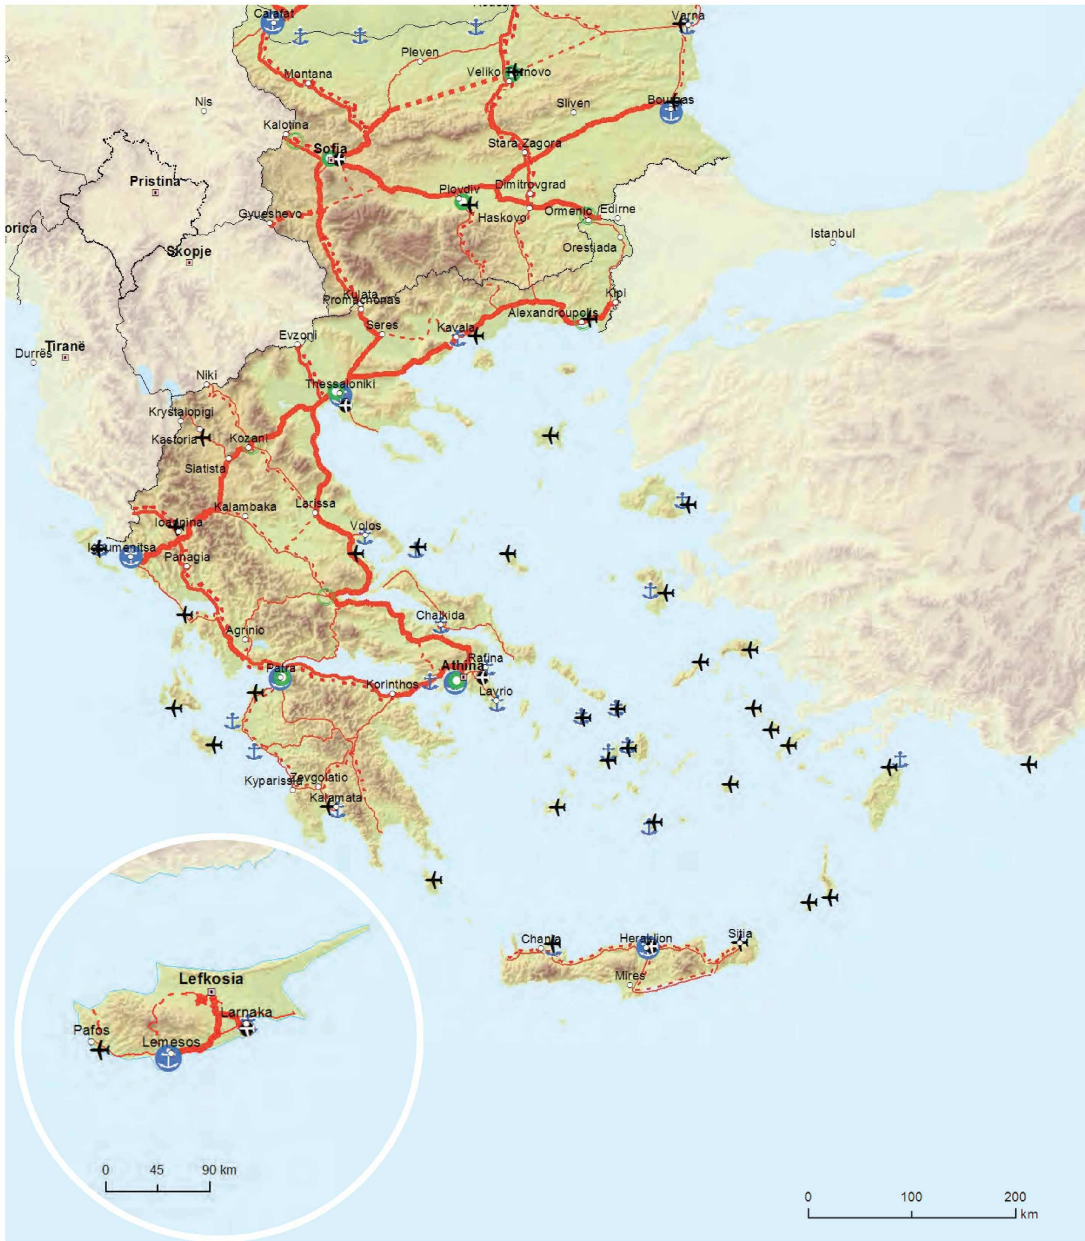 Calafat
Varna
Pleven
Montana
Veliko Tarnovo
Nis
Sliven
Bourgas
Kalotina
Sofia
Stara Zagora
Pristina
Plovdiv
Dimitrovgrad
Gyueshevo
Haskovo
Ormenio
Edirne
orica
Istanbul
Skopje
Orestiada
Kulata
Promachonas
Kipi
Seres
Kavala
Alexandroupolis
Evzoni
Tiranë
Durrës
Niki
Thessaloniki
Krystalopigi
Kastoria
Kozani
Siatista
Kalambaka
Larissa
Ioannina
Volos
Igoumenitsa
Panagia
Chalkida
Agrinio
Rafina
Patra
Athina
Korinthos
Lavrio
Kyparissia
Zevgolatio
Kalamata
Chania
Heraklion
Sitia
Mires
Lefkosia
Larnaka
Pafos
Lemesos
0 45 90 km
0 100 200
km